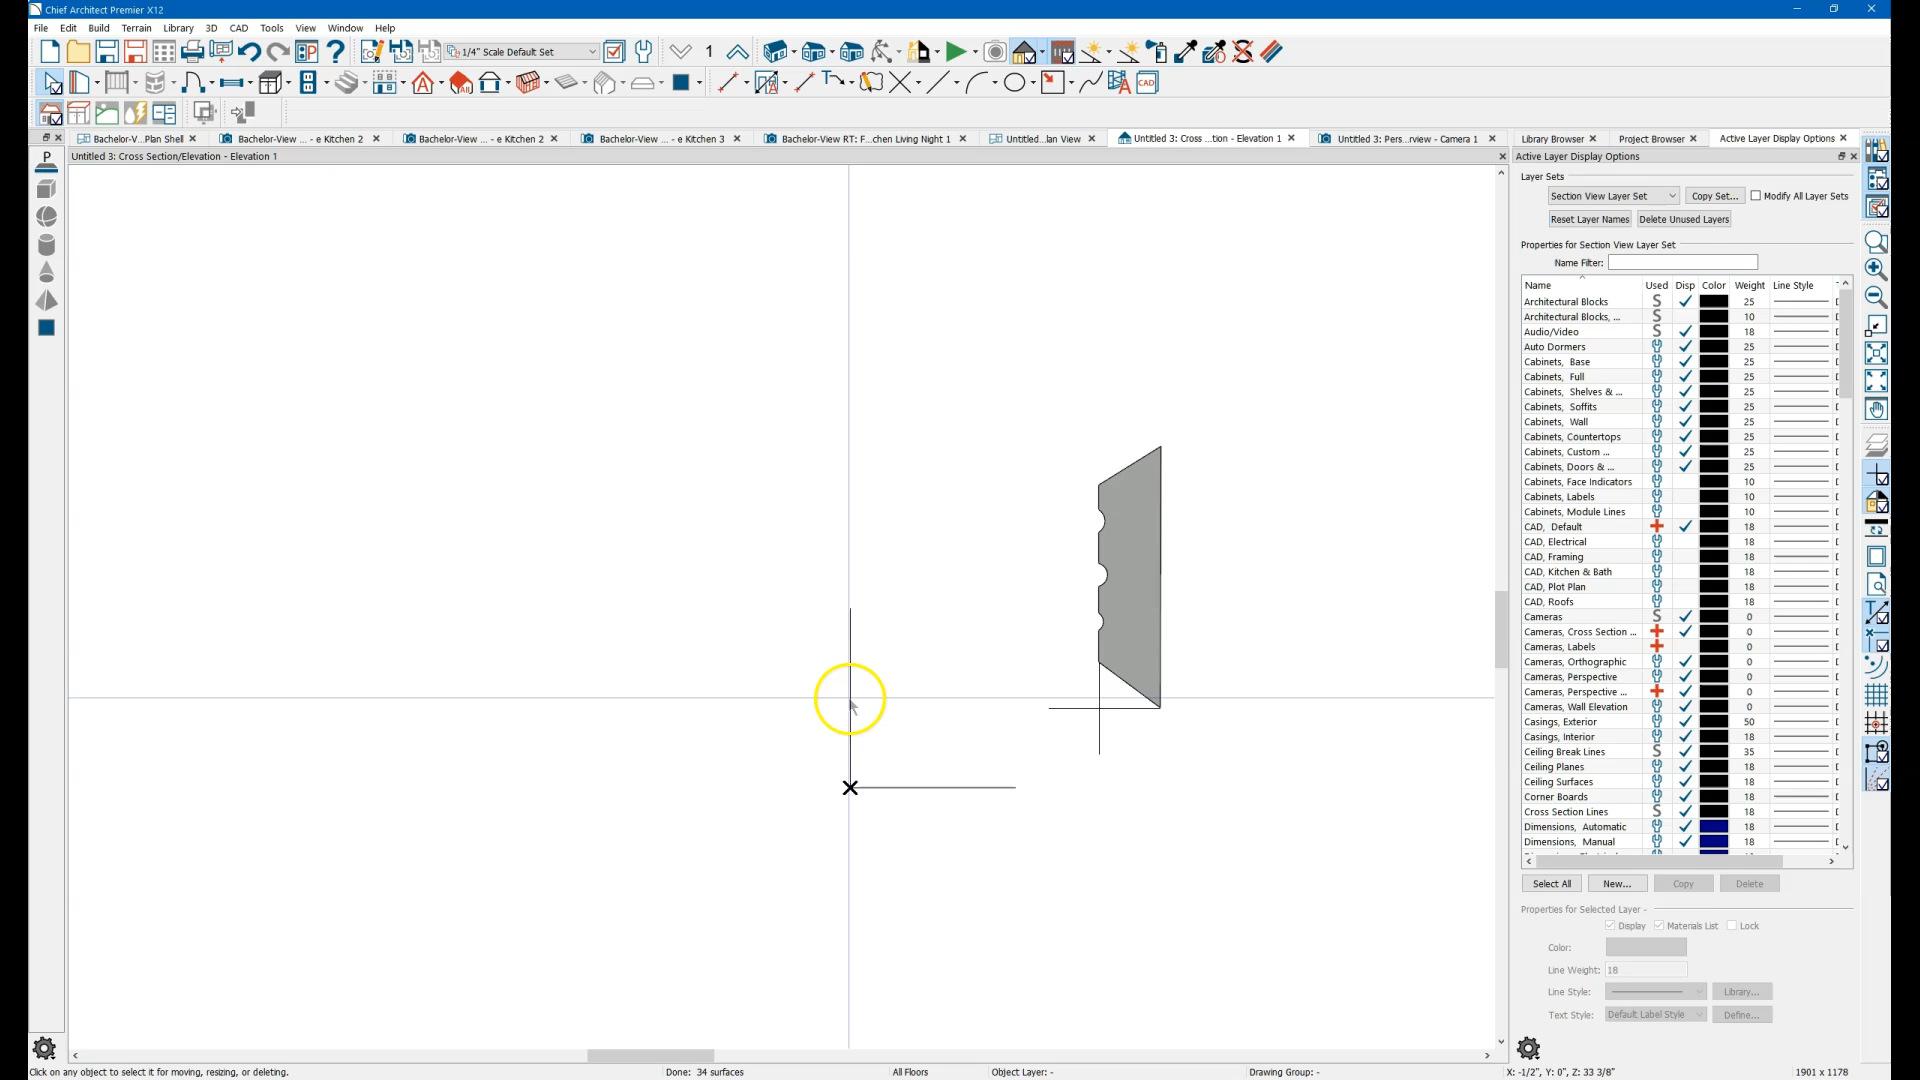 Chief Architect Premier X12
File Edit Build Terrain Library 3D CAD Tools View Window Help
1/4" Scale Default Set 1
CAD
Bachelor-V...Plan Shell Bachelor-View ... - e Kitchen 2 Bachelor-View ... - e Kitchen 2 Bachelor-View ... - e Kitchen 3 Bachelor-View RT: F...chen Living Night 1 Untitled...lan View Untitled 3: Cross ...tion - Elevation 1 Untitled 3: Pers...rview - Camera 1 Library Browser Project Browser Active Layer Display Options
Untitled 3: Cross Section/Elevation - Elevation 1
Active Layer Display Options
Layer Sets
Section View Layer Set Copy Set... Modify All Layer Sets
Reset Layer Names Delete Unused Layers
Properties for Section View Layer Set
Name Filter:
Name Used Disp Color Weight Line Style
Architectural Blocks S 25
Architectural Blocks, ... S 10
Audio/Video S 18
Auto Dormers 25
Cabinets, Base 25
Cabinets, Full 25
Cabinets, Shelves & ... 25
Cabinets, Soffits 25
Cabinets, Wall 25
Cabinets, Countertops 25
Cabinets, Custom ... 25
Cabinets, Doors & ... 25
Cabinets, Face Indicators 10
Cabinets, Labels 10
Cabinets, Module Lines 10
CAD, Default 18
CAD, Electrical 18
CAD, Framing 18
CAD, Kitchen & Bath 18
CAD, Plot Plan 18
CAD, Roofs 18
Cameras S 0
Cameras, Cross Section ... 0
Cameras, Labels 0
Cameras, Orthographic 0
Cameras, Perspective 0
Cameras, Perspective ... 0
Cameras, Wall Elevation 0
Casings, Exterior 50
Casings, Interior 18
Ceiling Break Lines S 35
Ceiling Planes 18
Ceiling Surfaces 18
Corner Boards 18
Cross Section Lines S 18
Dimensions, Automatic 18
Dimensions, Manual 18
Select All New... Copy Delete
Properties for Selected Layer -
Display Materials List Lock
Color:
Line Weight: 18
Line Style: Library...
Text Style: Default Label Style Define...
Click on any object to select it for moving, resizing, or deleting. Done: 34 surfaces All Floors Object Layer: - Drawing Group: - X: -1/2", Y: 0", Z: 33 3/8" 1901 x 1178